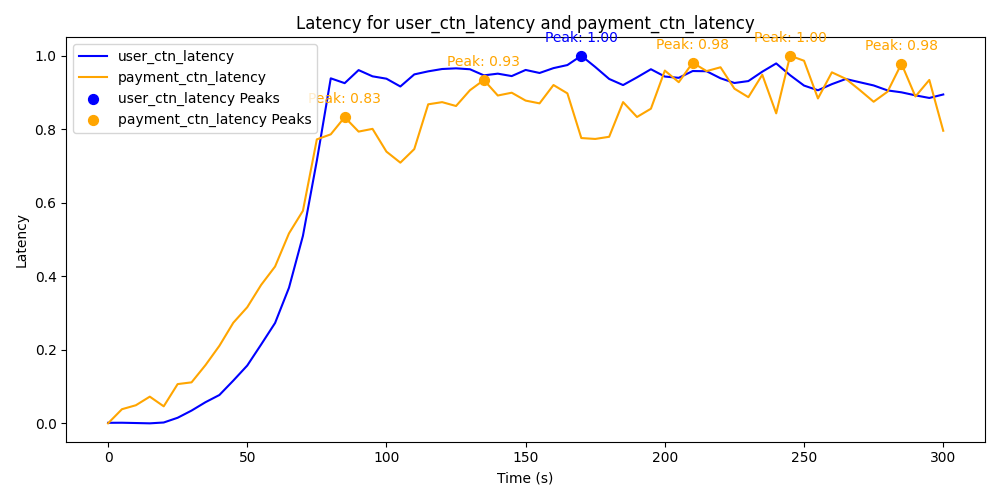 Latency for user_ctn_latency and payment_ctn_latency
Peak: 1.00
Peak: 1.00
Peak: 0.98
Peak: 0.98
Peak: 0.93
Peak: 0.83
user_ctn_latency
payment_ctn_latency
user_ctn_latency Peaks
payment_ctn_latency Peaks
Latency
1.0
0.8
0.6
0.4
0.2
0.0
0 50 100 150 200 250 300
Time (s)